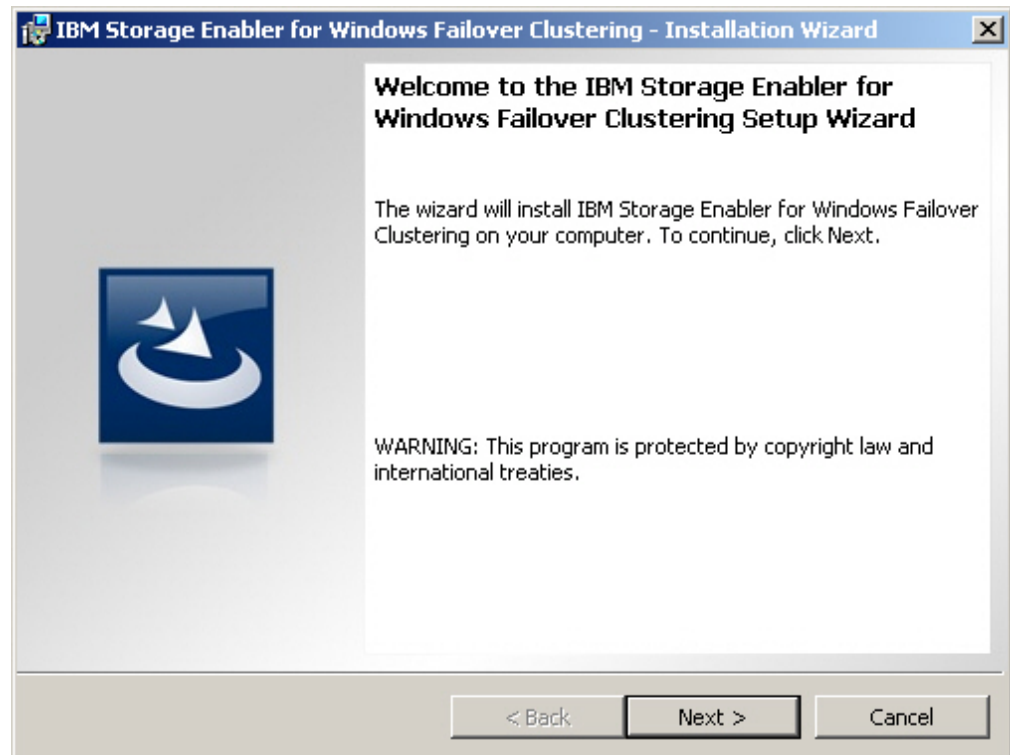 IBM Storage Enabler for Windows Failover Clustering - Installation Wizard
Welcome to the IBM Storage Enabler for
Windows Failover Clustering Setup Wizard
The wizard will install IBM Storage Enabler for Windows Failover
Clustering on your computer. To continue, click Next.
WARNING: This program is protected by copyright law and
international treaties.
< Back
Next >
Cancel